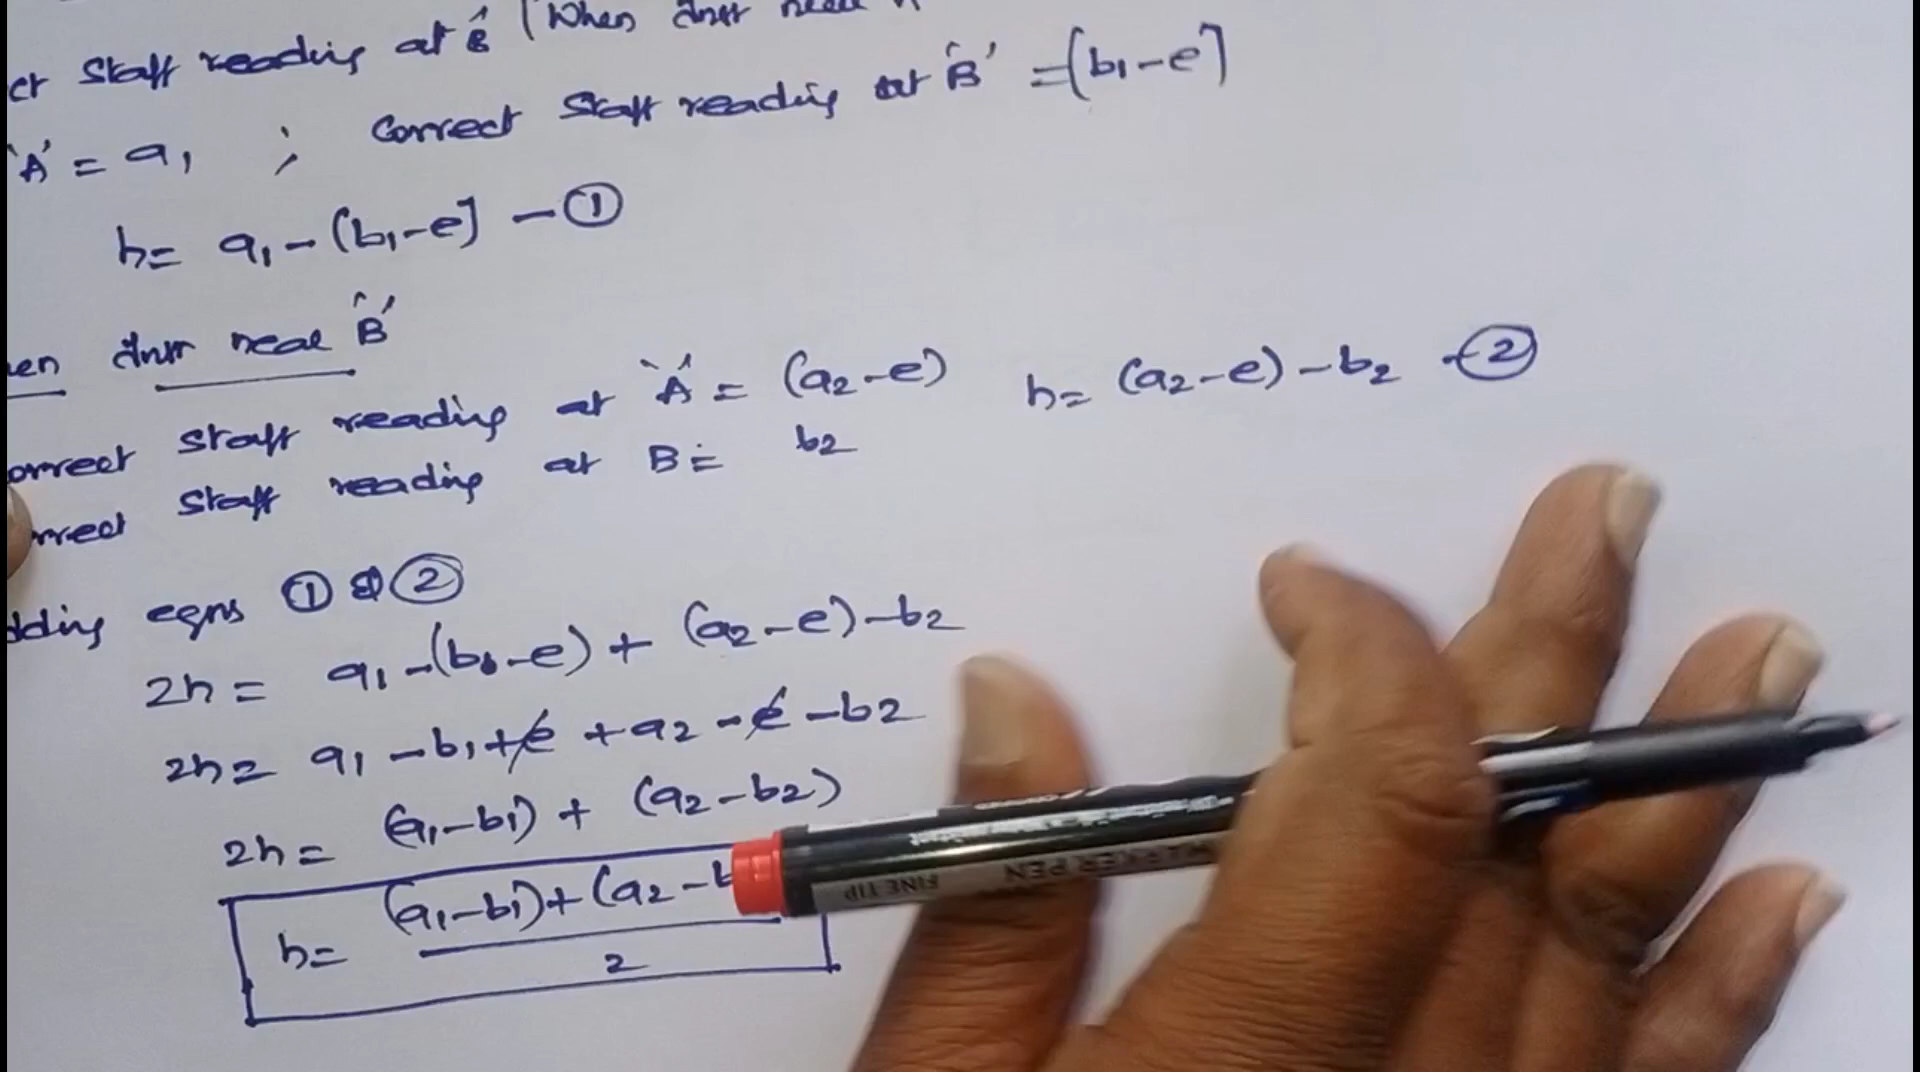 ct staff reading at 'B' (When instr near
'A' = a1 ; Correct staff reading at 'B' = (b1-e]
h= a1-(b1-e] -①
en instr near 'B'
orrect staff reading at 'A' = (a2-e) h= (a2-e)-b2 -②
rrect staff reading at B= b2
dding eqns ① & ②
2h = a1-(b1-e)+(a2-e)-b2
2h= a1-b1+e+a2-e-b2
2h= (a1-b1)+(a2-b2)
h= (a1-b1)+(a2-b
2
MARKER PEN
FINE TIP